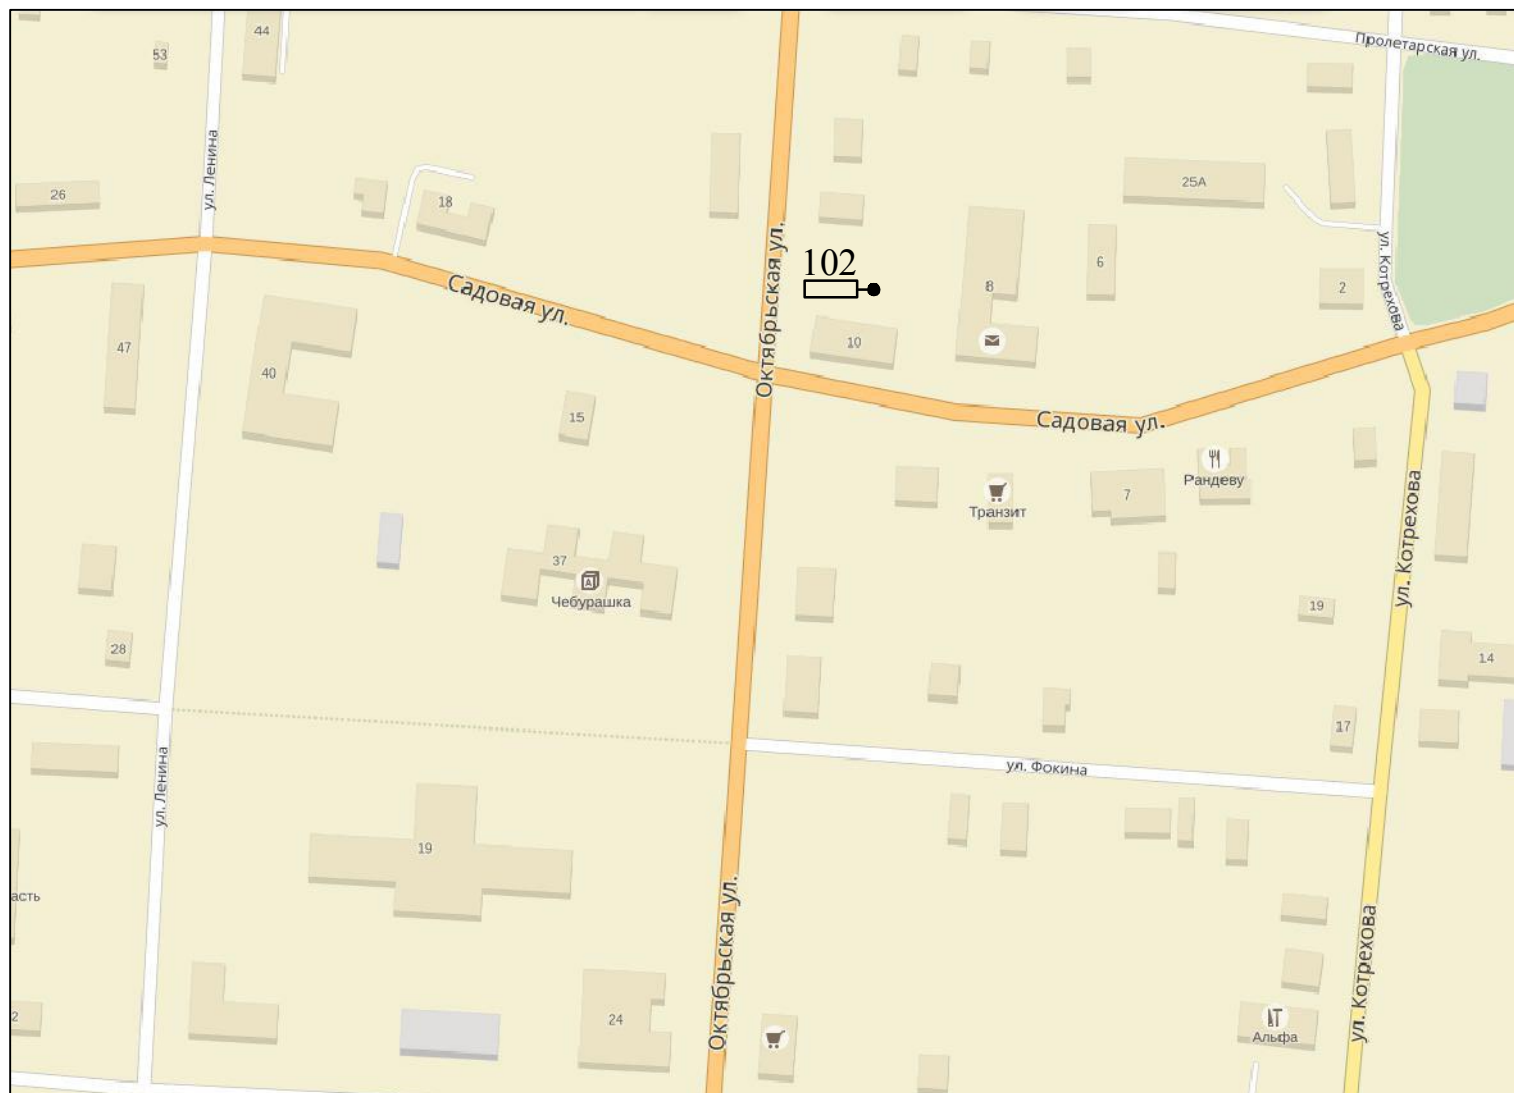 44
53
Пролетарская ул.
ул. Ленина
26
18
25А
Октябрьская ул.
ул. Котрехова
102
6
8
2
Садовая ул.
47
10
40
15
Садовая ул.
Рандеву
7
Транзит
ул. Котрехова
37
Чебурашка
19
28
14
17
ул. Фокина
ул. Ленина
19
асть
Октябрьская ул.
ул. Котрехова
2
24
Альфа